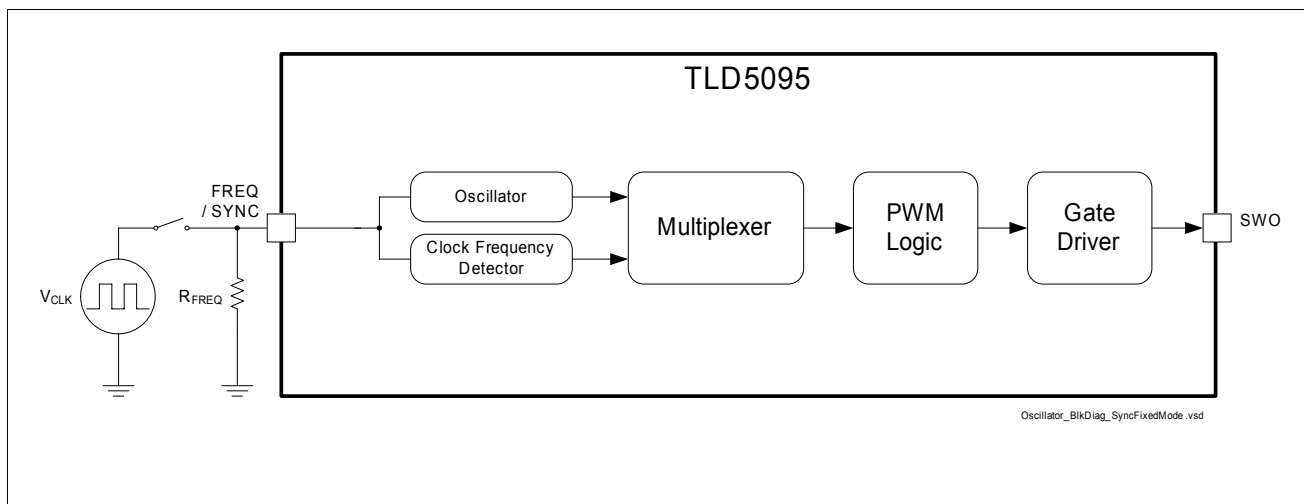 TLD5095
FREQ
/ SYNC
Oscillator
Clock Frequency
Detector
Multiplexer
PWM
Logic
Gate
Driver
SWO
VCLK
RFREQ
Oscillator_BlkDiag_SyncFixedMode.vsd